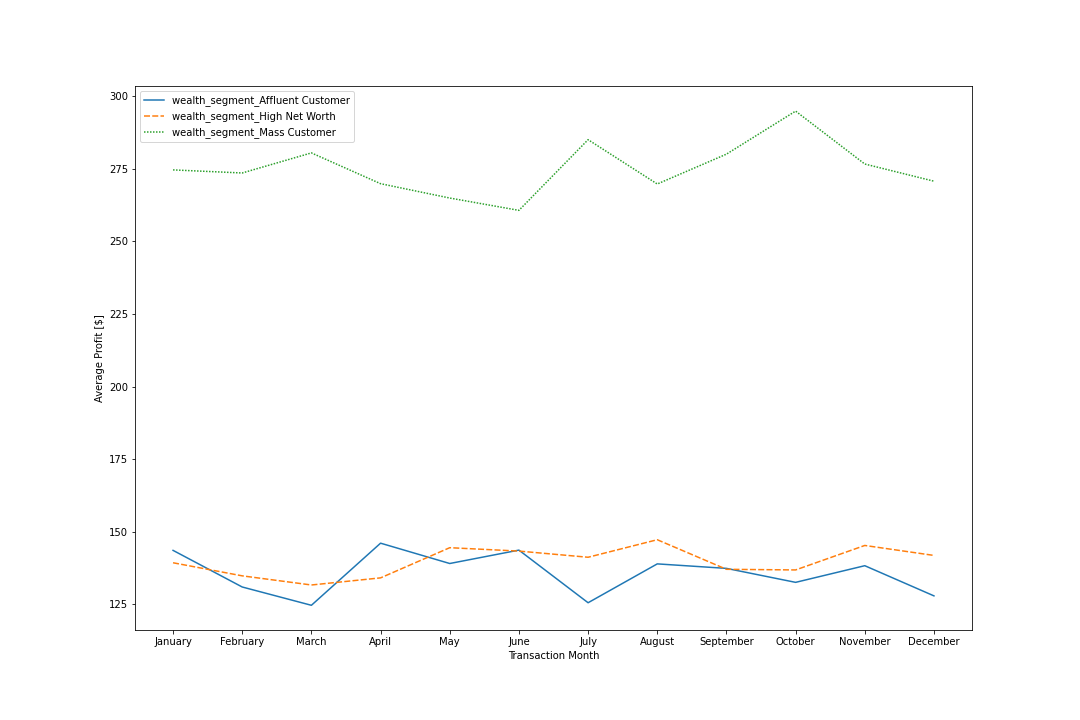 wealth_segment_Affluent Customer
wealth_segment_High Net Worth
wealth_segment_Mass Customer
Average Profit [$]
300
275
250
225
200
175
150
125
January February March April May June July August September October November December
Transaction Month